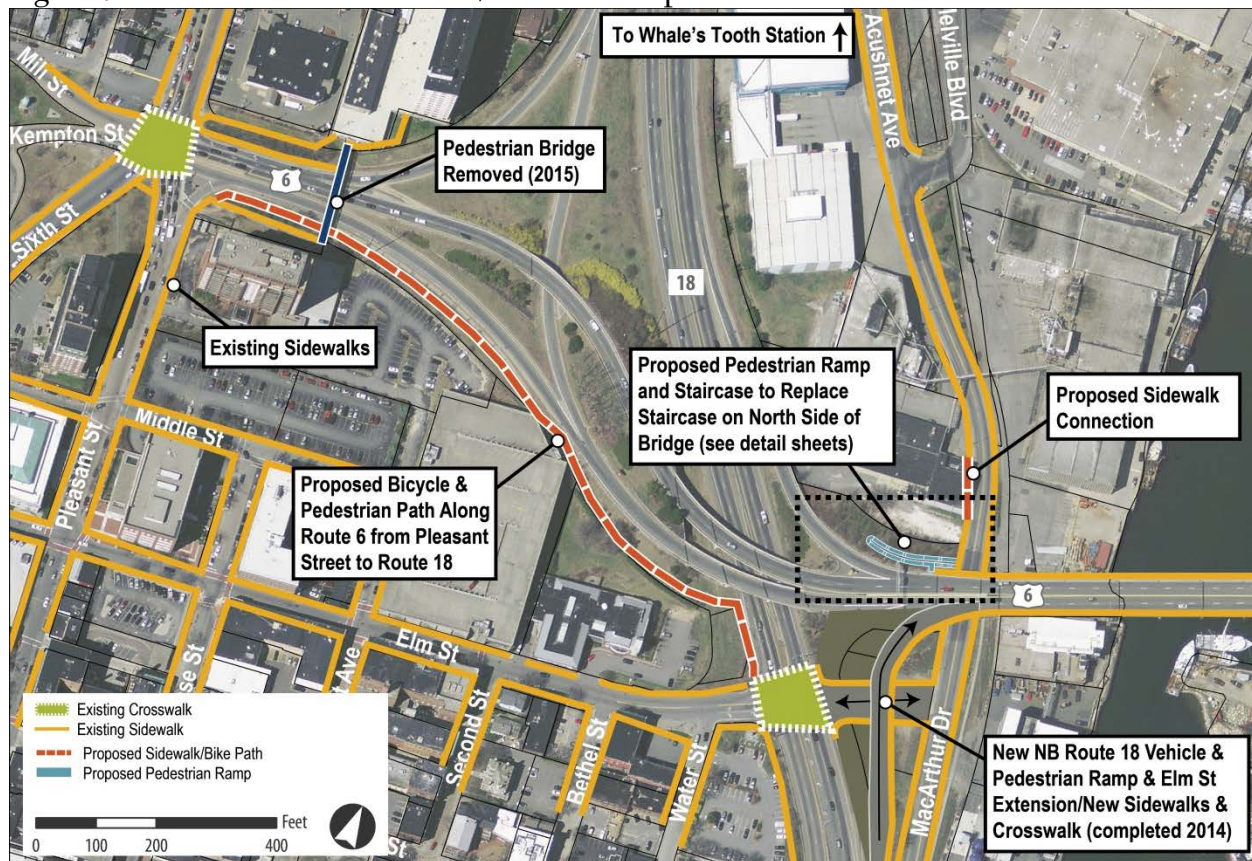 To Whale's Tooth Station
Acushnet Ave
elville Blvd
Mill St
Kempton St
6
Pedestrian Bridge
Removed (2015)
Sixth St
18
Existing Sidewalks
Proposed Pedestrian Ramp
and Staircase to Replace
Staircase on North Side of
Bridge (see detail sheets)
Proposed Sidewalk
Connection
Middle St
Pleasant St
Proposed Bicycle &
Pedestrian Path Along
Route 6 from Pleasant
Street to Route 18
6
Elm St
se St
t Ave
Second St
Bethel St
Water St
MacArthur Dr
New NB Route 18 Vehicle &
Pedestrian Ramp & Elm St
Extension/New Sidewalks &
Crosswalk (completed 2014)
Existing Crosswalk
Existing Sidewalk
Proposed Sidewalk/Bike Path
Proposed Pedestrian Ramp
Feet
0 100 200 400
St